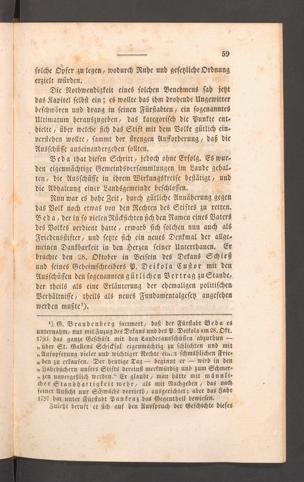 59
solche Opfer zu legen, wodurch Ruhe und gesetzliche Ordnung
erzielt würden.
Die Nothwendigkeit eines solchen Benehmens sah jetzt
das Kapitel selbst ein; es wollte das ihm drohende Ungewitter
beschwören und drang in seinen Fürstabten, ein sogenanntes
Ultimatum herauszugeben, das kategorisch die Punkte ent-
hielte, über welche sich das Stift mit dem Volke gütlich ein-
verstehen wollte, sammt der strengen Aufforderung, daß die
Ausschüsse auseinandergehen sollten.
Beda that diesen Schritt, jedoch ohne Erfolg. Es wur-
den eigenmächtige Gemeindsversammlungen im Lande gehal-
ten, die Ausschüsse in ihrem Wirkungskreise bestätigt, und
die Abhaltung einer Landsgemeinde beschlossen.
Nun war es hohe Zeit, durch gütliche Annäherung gegen
das Volk noch etwas von den Rechten des Stiftes zu retten.
Beda, der in so vielen Rücksichten sich den Namen eines Vaters
des Volkes verdient hatte, erwarb sich solchen nun auch als
Friedensstifter, und setzte sich ein neues Denkmal der allge-
meinen Dankbarkeit in den Herzen seiner Unterthanen. Er
brachte den 28. Oktober in Beisein des Dekans Schieß
und seines Geheimschreibers P. Deikola Custor mit den
Ausschüssen den sogenannten gütlichen Vertrag zu Stande,
der theils als eine Erläuterung der ehemaligen politischen
Verhältnisse, theils als neues Fundamentalgesetz angesehen
werden mußte¹).
¹) G. Brandenberg jammert, daß der Fürstabt Beda es
unternahm, nur mit Zuzug des Dekans und des P. Deikola am 28. Okt.
1795 das ganze Geschäft mit den Landsausschüssen abzuthun —
„über St. Gallens Schicksal eigenmächtig zu schlichten und mit
„Aufopferung vieler und wichtiger Rechte einen schmählichen Frie-
„den zu erkaufen. Der heutige Tag — beginnt er — wird in den
„Jahrbüchern unsers Stifts derweil merkwürdig und zum Schmer-
„zen unvergeßlich werden.“ Er glaubt, man hätte mit männlicher
Standhaftigkeit mehr, als mit Nachgeben, das nach
seiner Ansicht nur Schwäche verrieth, ausgerichtet; aber das Jahr
1797 hat unter Fürstabt Pankraz das Gegentheil bewiesen.
Zuletzt beruft er sich auf den Ausspruch der Geschichte dieses